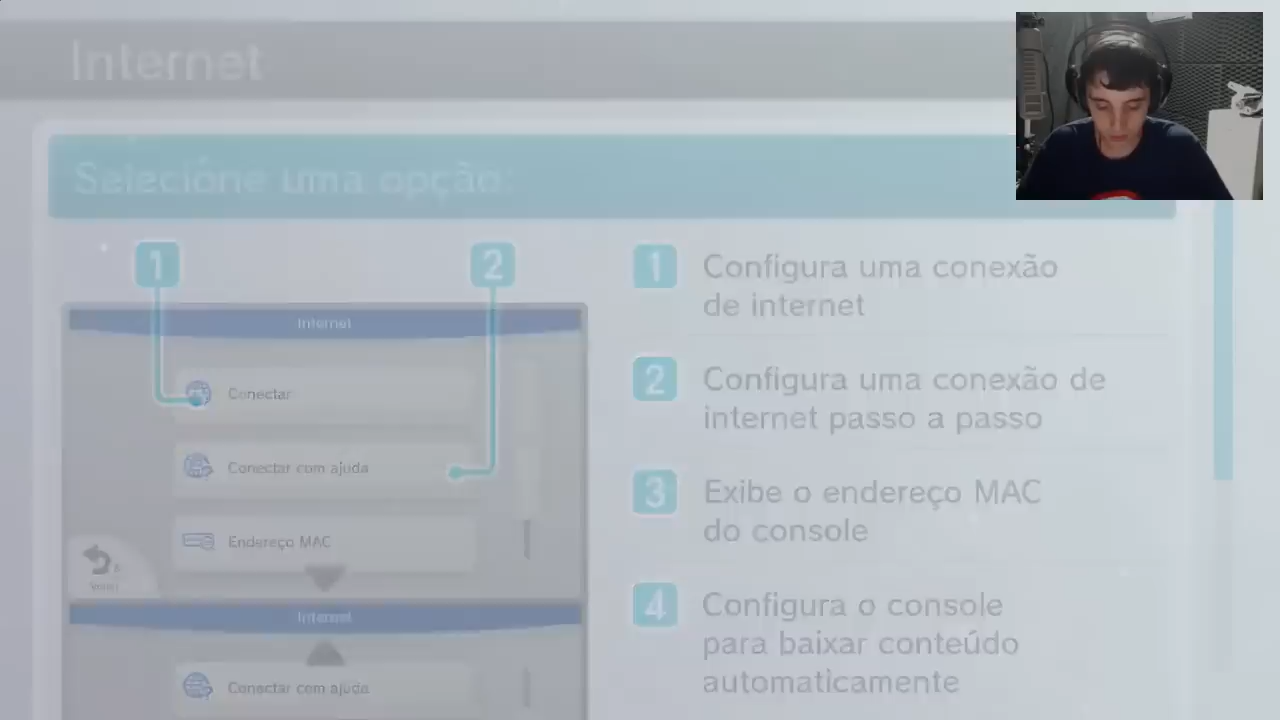 Internet
Selecione uma opção:
1
2
Internet
Conectar
Conectar com ajuda
Endereço MAC
Voltar
Internet
Conectar com ajuda
1 Configura uma conexão
de internet
2 Configura uma conexão de
internet passo a passo
3 Exibe o endereço MAC
do console
4 Configura o console
para baixar conteúdo
automaticamente